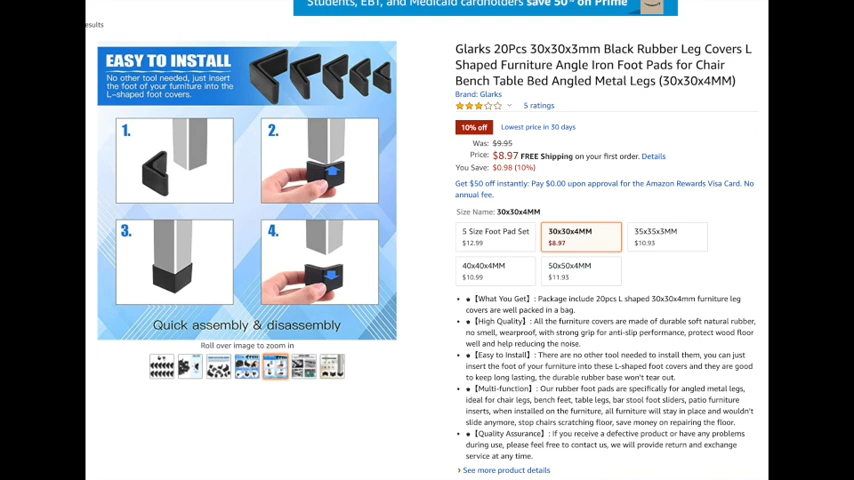 Students, EBT, and Medicaid cardholders save 50% on Prime
esults
EASY TO INSTALL
No other tool needed, just insert
the foot of your furniture into the
L-shaped foot covers.
1.
2.
3.
4.
Quick assembly & disassembly
Roll over image to zoom in
Glarks 20Pcs 30x30x3mm Black Rubber Leg Covers L
Shaped Furniture Angle Iron Foot Pads for Chair
Bench Table Bed Angled Metal Legs (30x30x4MM)
Brand: Glarks
5 ratings
10% off Lowest price in 30 days
Was: $9.95
Price: $8.97 FREE Shipping on your first order. Details
You Save: $0.98 (10%)
Get $50 off instantly: Pay $0.00 upon approval for the Amazon Rewards Visa Card. No
annual fee.
Size Name: 30x30x4MM
5 Size Foot Pad Set
$12.99
30x30x4MM
$8.97
35x35x3MM
$10.93
40x40x4MM
$10.99
50x50x4MM
$11.93
• ♠【What You Get】: Package include 20pcs L shaped 30x30x4mm furniture leg
covers are well packed in a bag.
• ♠【High Quality】: All the furniture covers are made of durable soft natural rubber,
no smell, wearproof, with strong grip for anti-slip performance, protect wood floor
well and help reducing the noise.
• ♠【Easy to Install】: There are no other tool needed to install them, you can just
insert the foot of your furniture into these L-shaped foot covers and they are good
to keep long lasting, the durable rubber base won't tear out.
• ♠【Multi-function】: Our rubber foot pads are specifically for angled metal legs,
ideal for chair legs, bench feet, table legs, bar stool foot sliders, patio furniture
inserts, when installed on the furniture, all furniture will stay in place and wouldn't
slide anymore, stop chairs scratching floor, save money on repairing the floor.
• ♠【Quality Assurance】: If you receive a defective product or have any problems
during use, please feel free to contact us, we will provide return and exchange
service at any time.
› See more product details